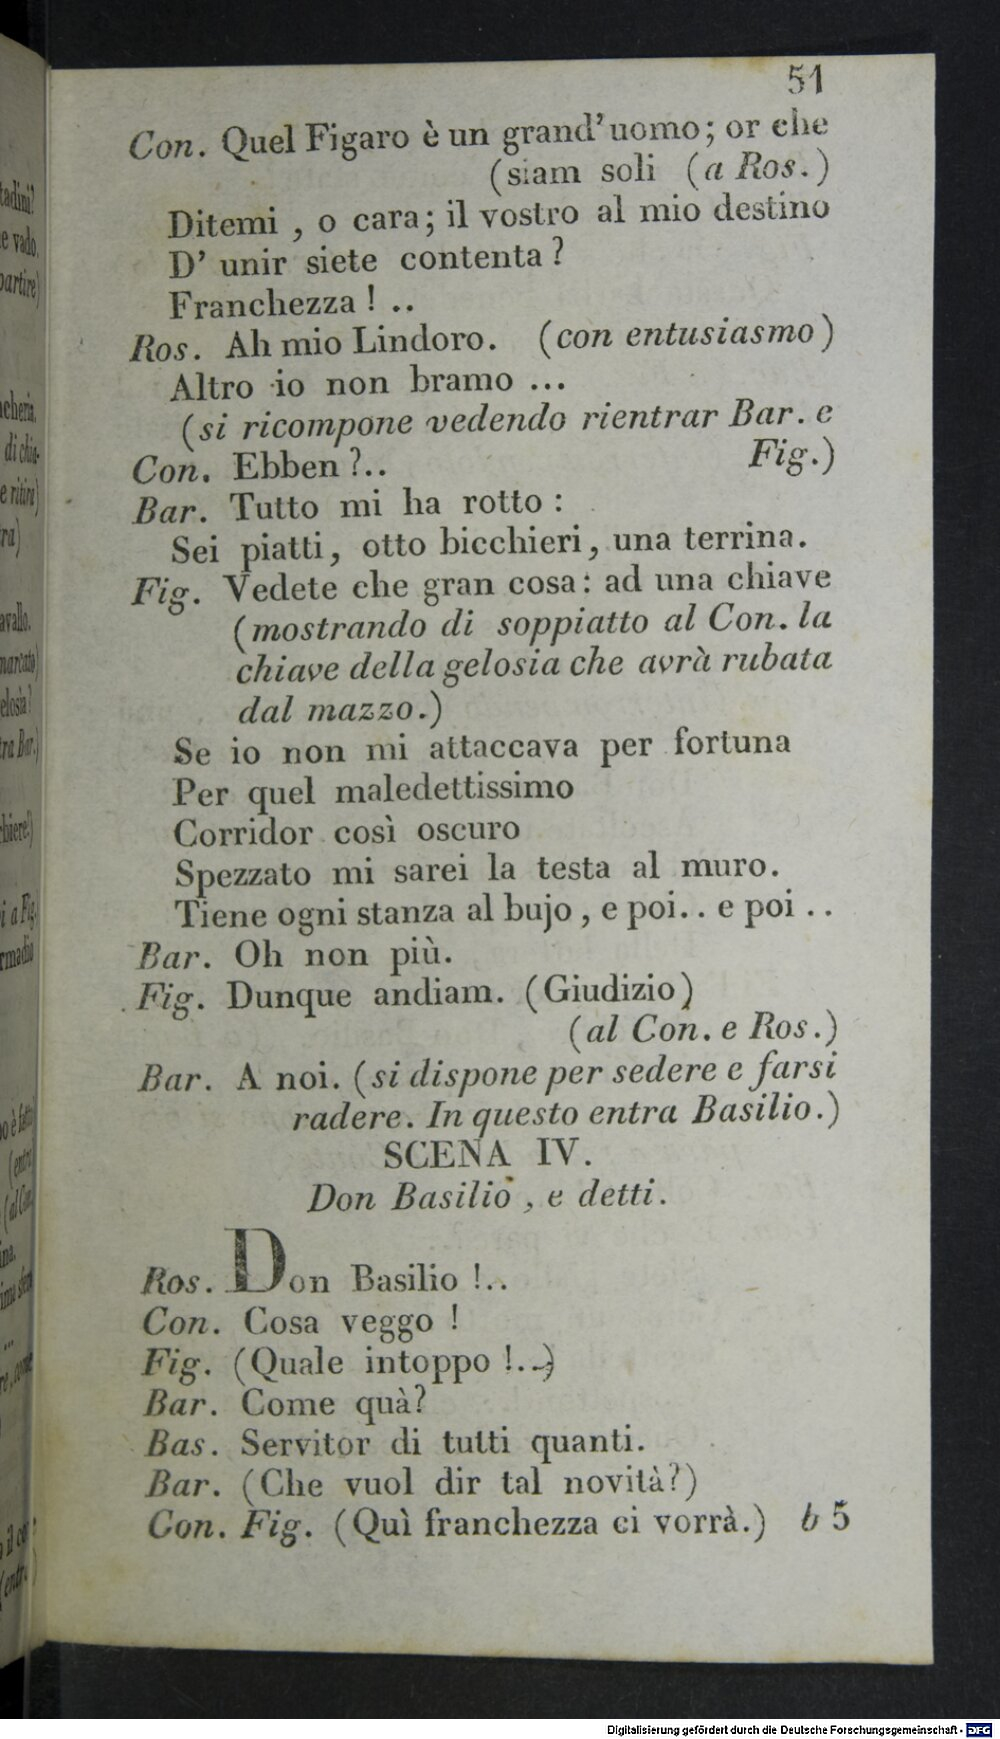 51
Con. Quel Figaro è un grand'uomo; or che
(siam soli (a Ros.)
Ditemi, o cara; il vostro al mio destino
D' unir siete contenta?
Franchezza! ..
Ros. Ah mio Lindoro. (con entusiasmo)
Altro io non bramo ...
(si ricompone vedendo rientrar Bar. e
Fig.)
Con. Ebben?..
Bar. Tutto mi ha rotto:
Sei piatti, otto bicchieri, una terrina.
Fig. Vedete che gran cosa: ad una chiave
(mostrando di soppiatto al Con. la
chiave della gelosia che avrà rubata
dal mazzo.)
Se io non mi attaccava per fortuna
Per quel maledettissimo
Corridor così oscuro
Spezzato mi sarei la testa al muro.
Tiene ogni stanza al bujo, e poi.. e poi ..
Bar. Oh non più.
Fig. Dunque andiam. (Giudizio)
(al Con. e Ros.)
Bar. A noi. (si dispone per sedere e farsi
radere. In questo entra Basilio.)
SCENA IV.
Don Basilio, e detti.
Ros. Don Basilio!..
Con. Cosa veggo!
Fig. (Quale intoppo!..)
Bar. Come quà?
Bas. Servitor di tutti quanti.
Bar. (Che vuol dir tal novità?)
Con. Fig. (Quì franchezza ci vorrà.) b 5
Digitalisierung gefördert durch die Deutsche Forschungsgemeinschaft - DFG